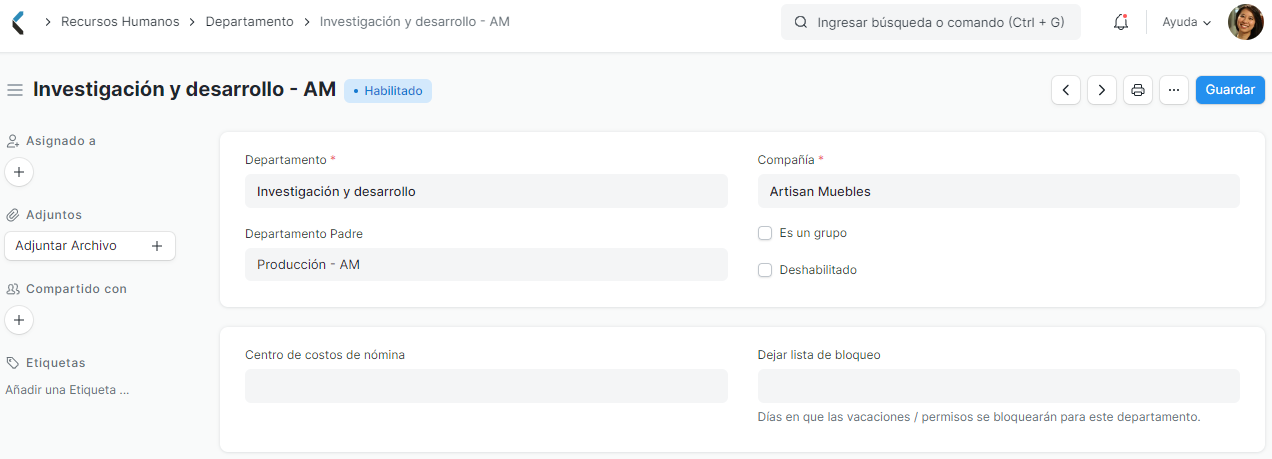 Recursos Humanos > Departamento > Investigación y desarrollo - AM
Ingresar búsqueda o comando (Ctrl + G)
Ayuda
Investigación y desarrollo - AM
Habilitado
Guardar
Asignado a
Adjuntos
Adjuntar Archivo
Compartido con
Etiquetas
Añadir una Etiqueta ...
Departamento *
Investigación y desarrollo
Compañía *
Artisan Muebles
Departamento Padre
Producción - AM
Es un grupo
Deshabilitado
Centro de costos de nómina
Dejar lista de bloqueo
Días en que las vacaciones / permisos se bloquearán para este departamento.